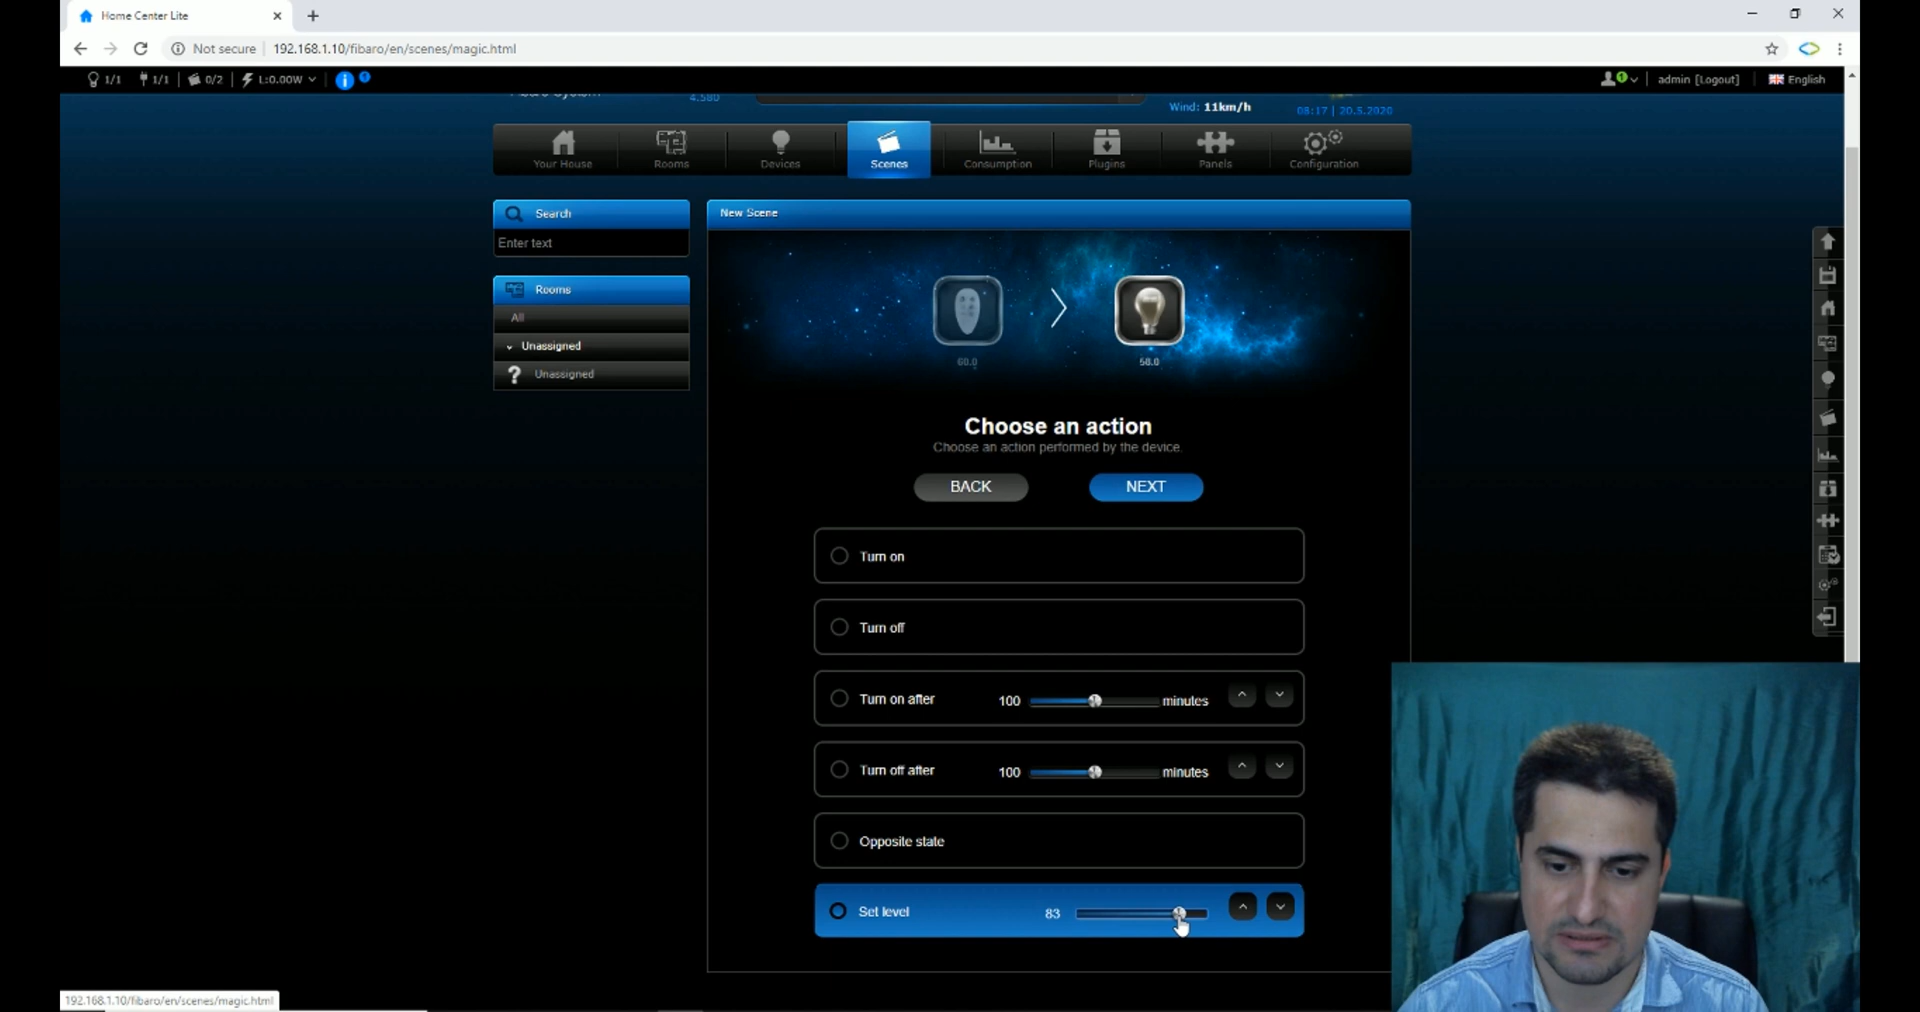 Home Center Lite
Not secure
192.168.1.10/fibaro/en/scenes/magic.html
1/1
1/1
0/2
L:0.00W
admin [Logout]
English
4.580
Wind: 11km/h
08:17 | 20.5.2020
Your House
Rooms
Devices
Scenes
Consumption
Plugins
Panels
Configuration
Search
Enter text
Rooms
All
Unassigned
Unassigned
New Scene
60.0
58.0
Choose an action
Choose an action performed by the device.
BACK
NEXT
Turn on
Turn off
Turn on after 100 minutes
Turn off after 100 minutes
Opposite state
Set level 83
192.168.1.10/fibaro/en/scenes/magic.html